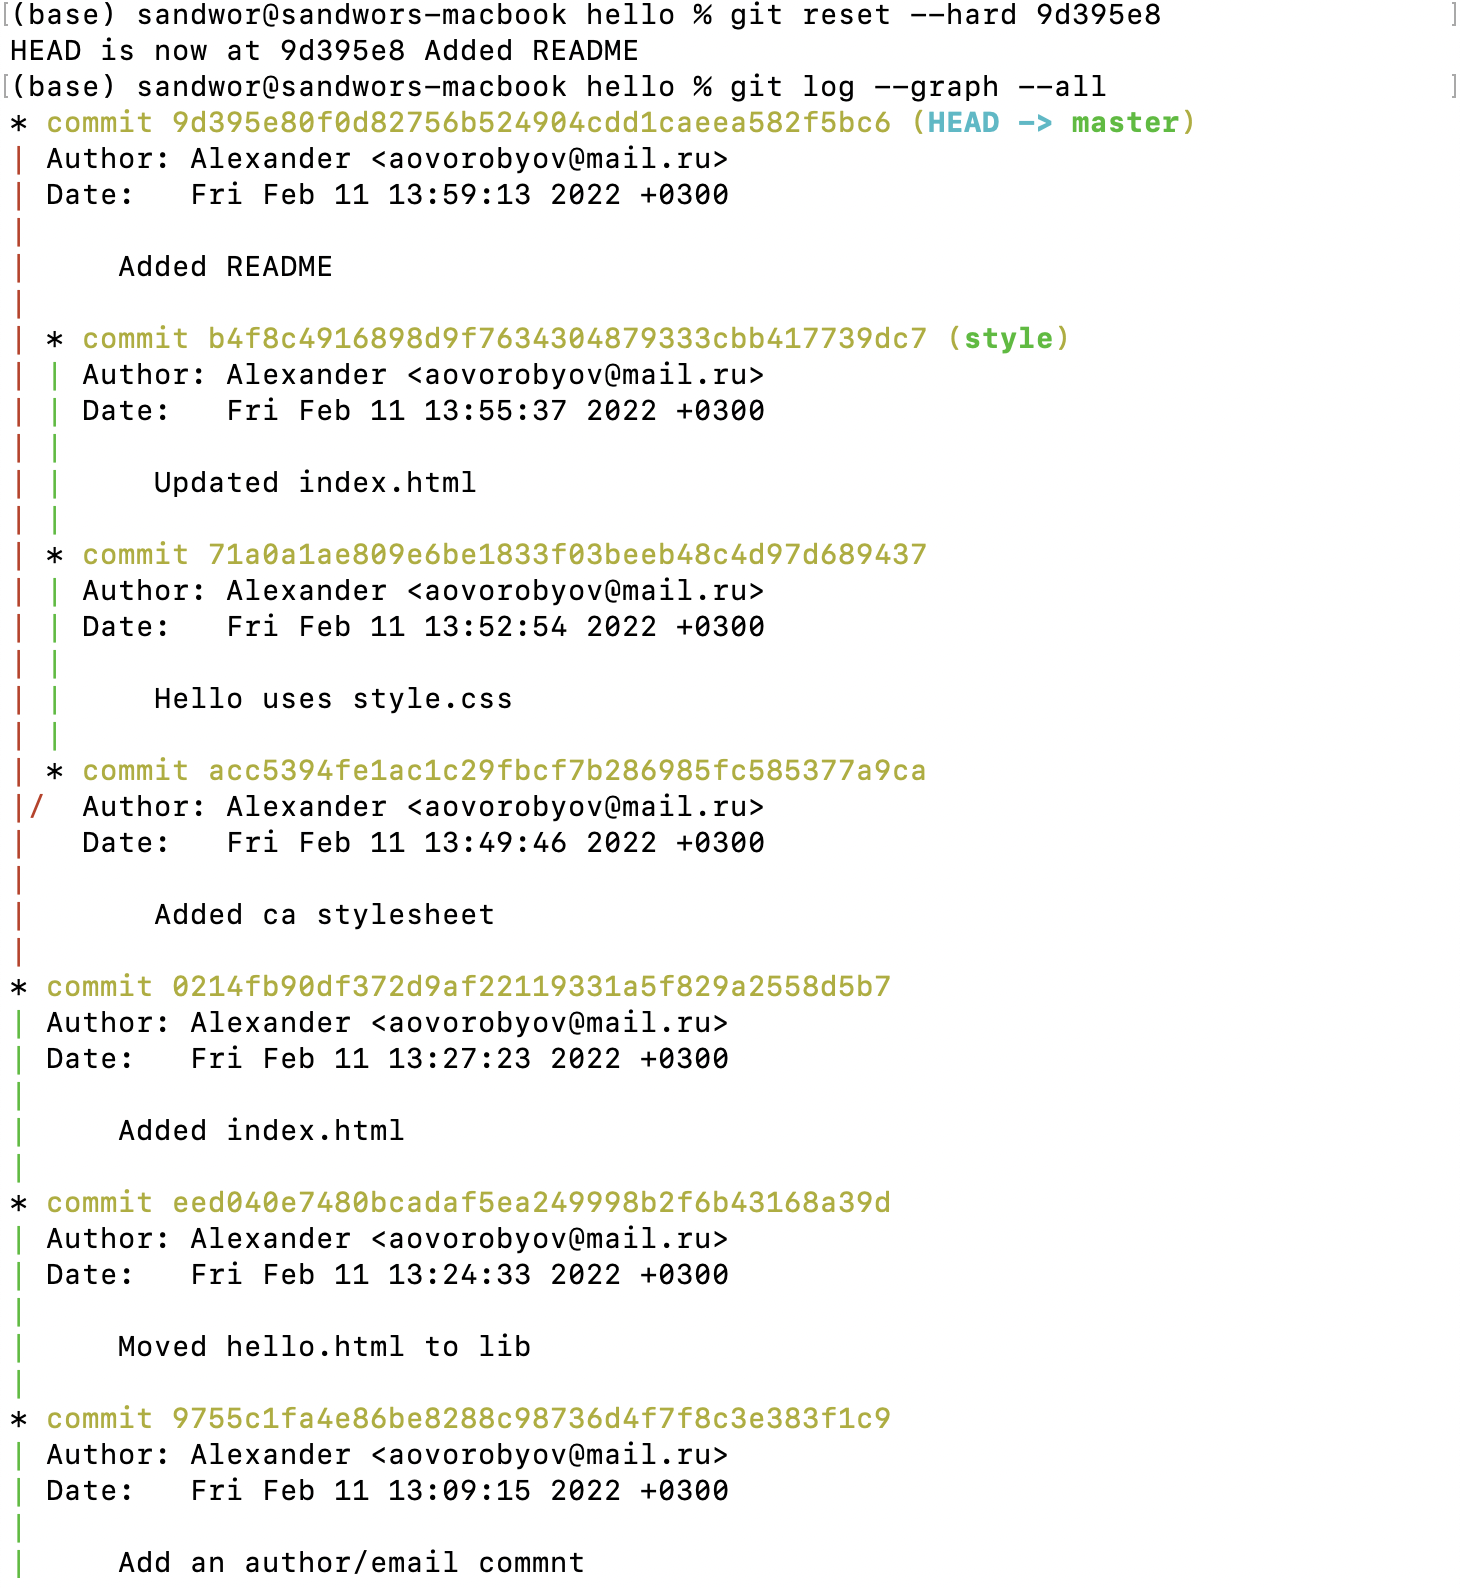 [(base) sandwor@sandwors-macbook hello % git reset --hard 9d395e8 ]
HEAD is now at 9d395e8 Added README
[(base) sandwor@sandwors-macbook hello % git log --graph --all ]
* commit 9d395e80f0d82756b524904cdd1caeea582f5bc6 (HEAD -> master)
| Author: Alexander <aovorobyov@mail.ru>
| Date:   Fri Feb 11 13:59:13 2022 +0300
|
|     Added README
|
| * commit b4f8c4916898d9f7634304879333cbb417739dc7 (style)
| | Author: Alexander <aovorobyov@mail.ru>
| | Date:   Fri Feb 11 13:55:37 2022 +0300
| |
| |     Updated index.html
| |
| * commit 71a0a1ae809e6be1833f03beeb48c4d97d689437
| | Author: Alexander <aovorobyov@mail.ru>
| | Date:   Fri Feb 11 13:52:54 2022 +0300
| |
| |     Hello uses style.css
| |
| * commit acc5394fe1ac1c29fbcf7b286985fc585377a9ca
|/  Author: Alexander <aovorobyov@mail.ru>
|   Date:   Fri Feb 11 13:49:46 2022 +0300
|
|       Added ca stylesheet
|
* commit 0214fb90df372d9af22119331a5f829a2558d5b7
| Author: Alexander <aovorobyov@mail.ru>
| Date:   Fri Feb 11 13:27:23 2022 +0300
|
|     Added index.html
|
* commit eed040e7480bcadaf5ea249998b2f6b43168a39d
| Author: Alexander <aovorobyov@mail.ru>
| Date:   Fri Feb 11 13:24:33 2022 +0300
|
|     Moved hello.html to lib
|
* commit 9755c1fa4e86be8288c98736d4f7f8c3e383f1c9
| Author: Alexander <aovorobyov@mail.ru>
| Date:   Fri Feb 11 13:09:15 2022 +0300
|
|     Add an author/email commnt